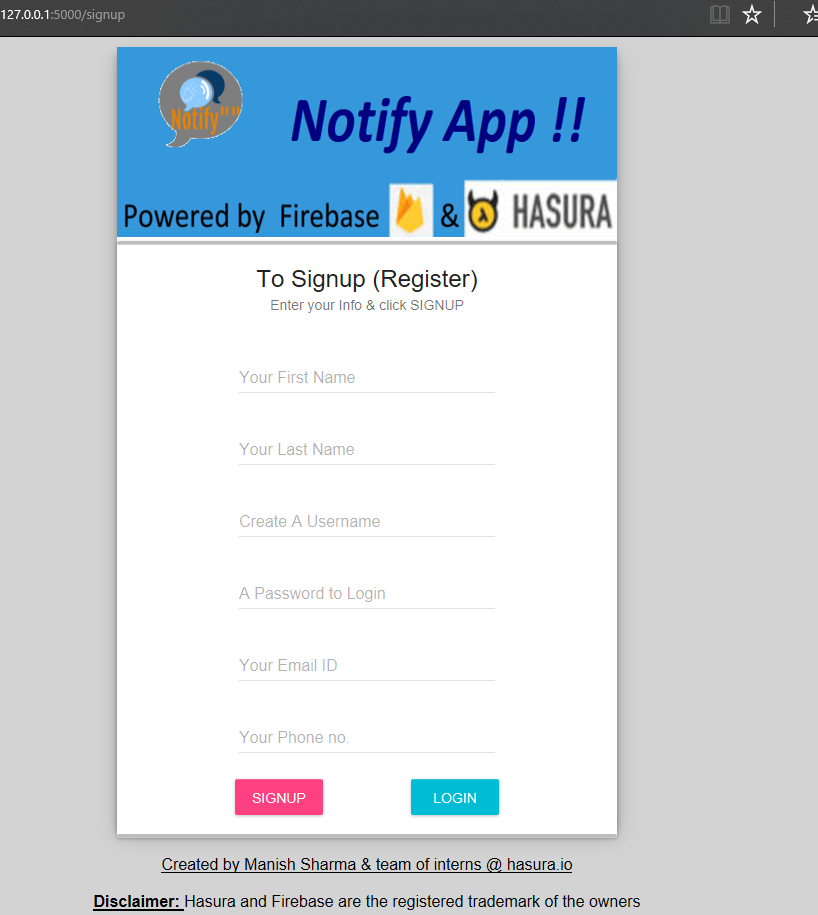 127.0.0.1:5000/signup
Notify""
Notify App !!
Powered by Firebase & HASURA
To Signup (Register)
Enter your Info & click SIGNUP
Your First Name
Your Last Name
Create A Username
A Password to Login
Your Email ID
Your Phone no.
SIGNUP LOGIN
Created by Manish Sharma & team of interns @ hasura.io
Disclaimer: Hasura and Firebase are the registered trademark of the owners